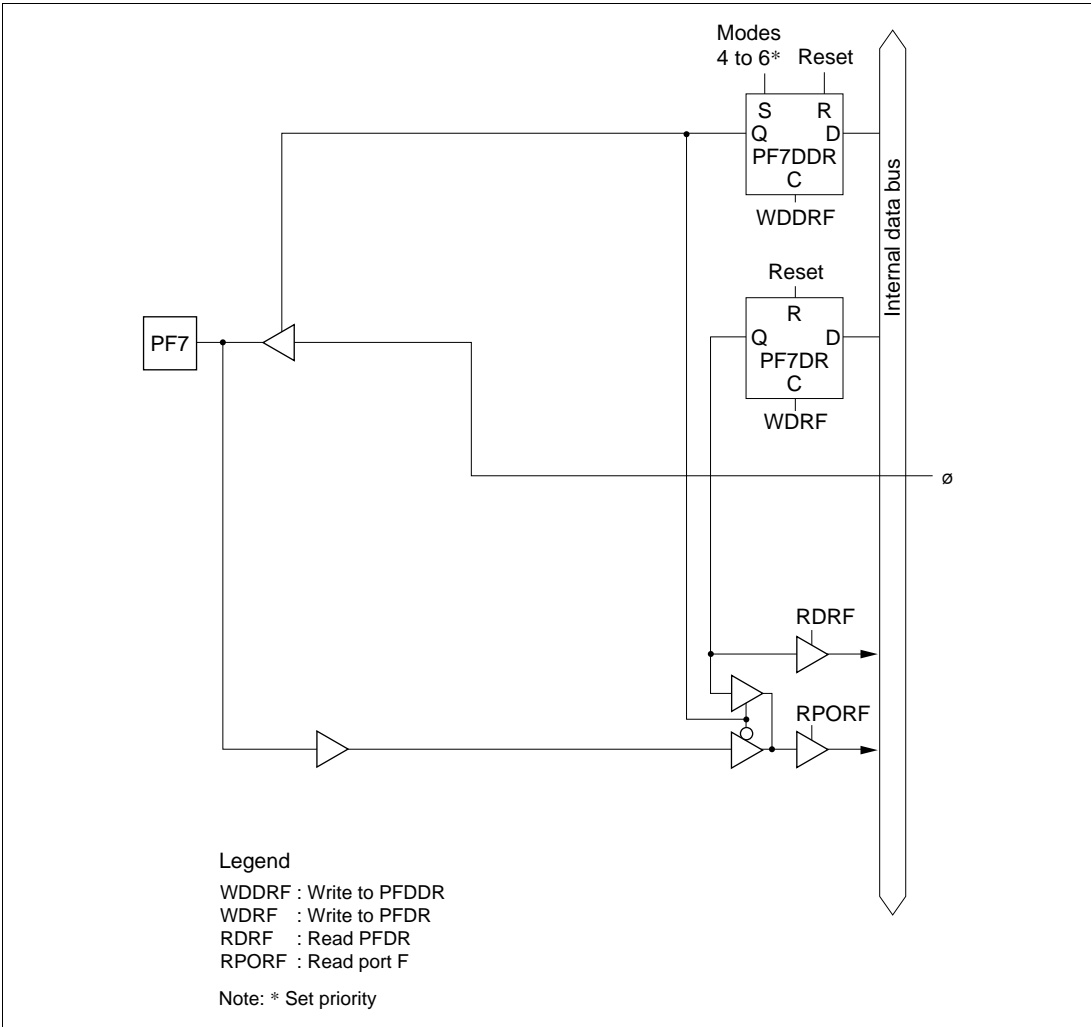 Modes
4 to 6* Reset
S R
Q D
PF7DDR
C
WDDRF
Internal data bus
Reset
R
PF7 Q D
PF7DR
C
WDRF
ø
RDRF
RPORF
Legend
WDDRF : Write to PFDDR
WDRF : Write to PFDR
RDRF : Read PFDR
RPORF : Read port F
Note: * Set priority